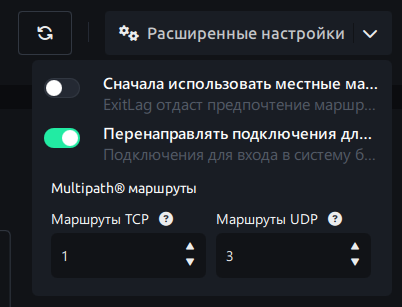 Расширенные настройки
Сначала использовать местные ма...
ExitLag отдаст предпочтение маршр...
Перенаправлять подключения дл...
Подключения для входа в систему б...
Multipath® маршруты
Маршруты TCP ? Маршруты UDP ?
1 3